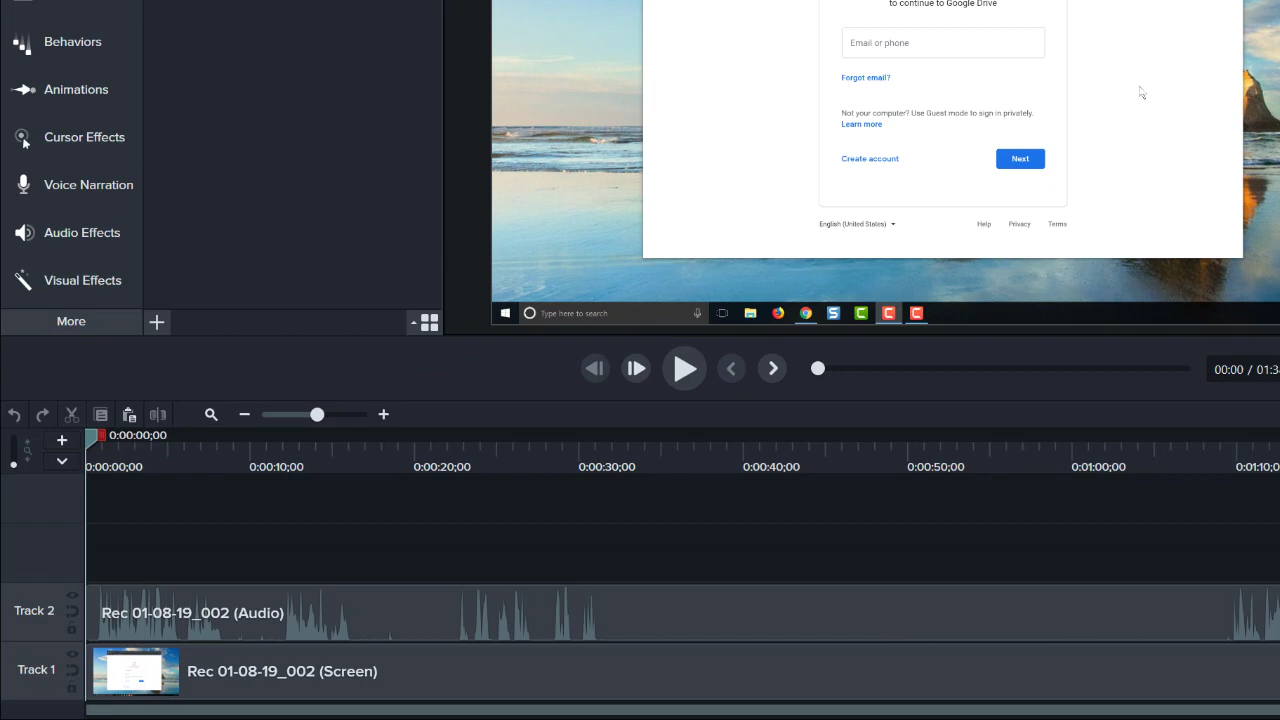 Behaviors
Animations
Cursor Effects
Voice Narration
Audio Effects
Visual Effects
More
to continue to Google Drive
Email or phone
Forgot email?
Not your computer? Use Guest mode to sign in privately.
Learn more
Create account
Next
English (United States)
Help
Privacy
Terms
Type here to search
00:00 / 01:3
0:00:00;00
0:00:00;00
0:00:10;00
0:00:20;00
0:00:30;00
0:00:40;00
0:00:50;00
0:01:00;00
0:01:10;0
Track 2
Rec 01-08-19_002 (Audio)
Track 1
Rec 01-08-19_002 (Screen)